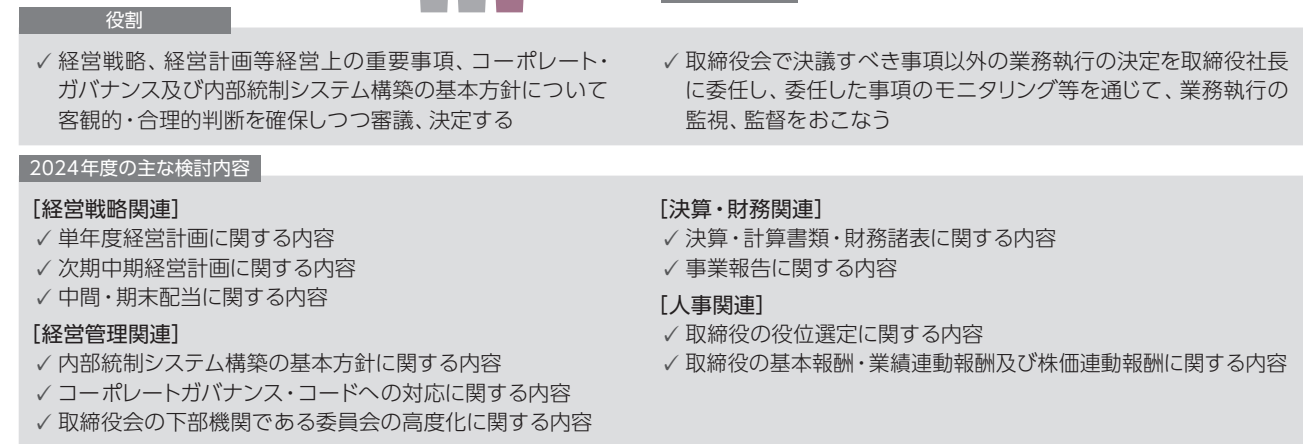 役割
✓ 経営戦略、経営計画等経営上の重要事項、コーポレート・
ガバナンス及び内部統制システム構築の基本方針について
客観的・合理的判断を確保しつつ審議、決定する
✓ 取締役会で決議すべき事項以外の業務執行の決定を取締役社長
に委任し、委任した事項のモニタリング等を通じて、業務執行の
監視、監督をおこなう
2024年度の主な検討内容
[経営戦略関連]
✓ 単年度経営計画に関する内容
✓ 次期中期経営計画に関する内容
✓ 中間・期末配当に関する内容
[経営管理関連]
✓ 内部統制システム構築の基本方針に関する内容
✓ コーポレートガバナンス・コードへの対応に関する内容
✓ 取締役会の下部機関である委員会の高度化に関する内容
[決算・財務関連]
✓ 決算・計算書類・財務諸表に関する内容
✓ 事業報告に関する内容
[人事関連]
✓ 取締役の役位選定に関する内容
✓ 取締役の基本報酬・業績連動報酬及び株価連動報酬に関する内容